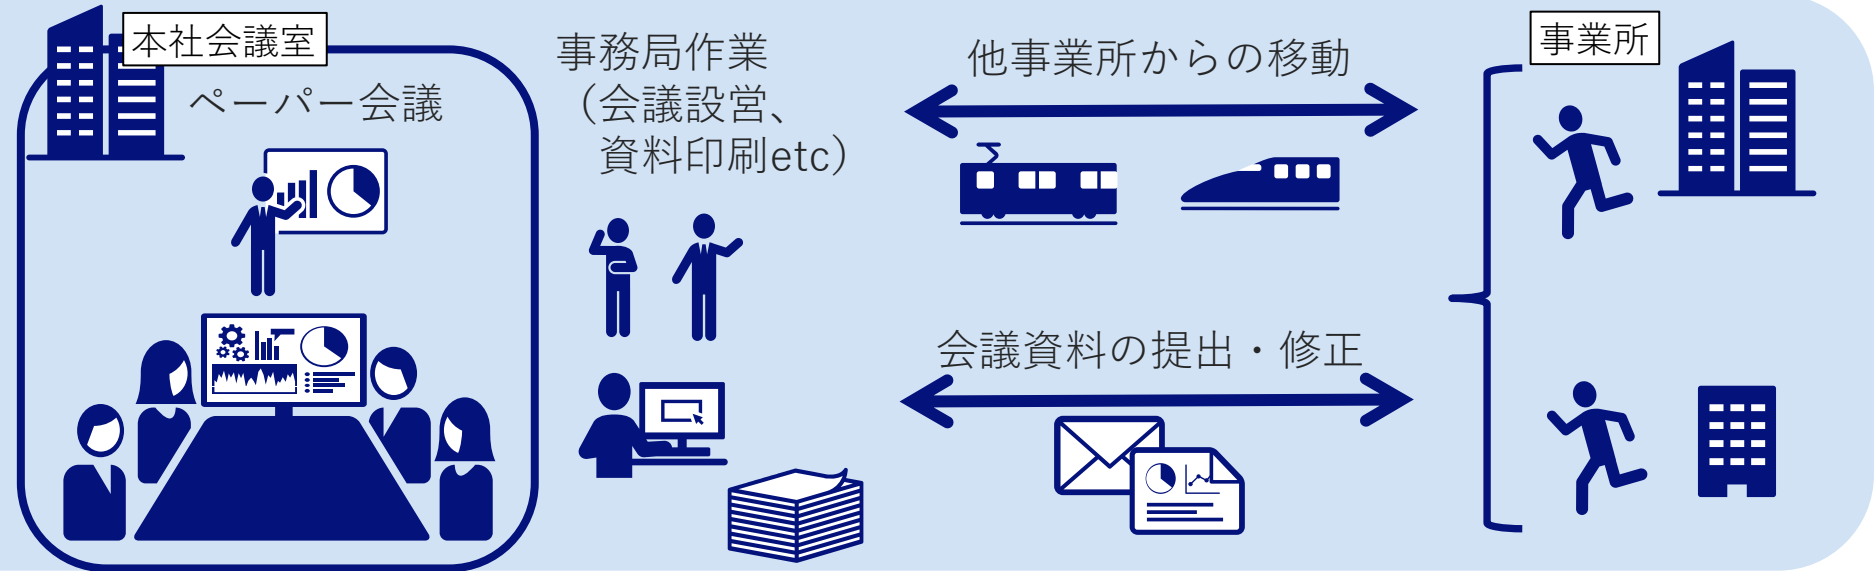 本社会議室
ペーパー会議
事務局作業
（会議設営、
資料印刷etc）
他事業所からの移動
会議資料の提出・修正
事業所